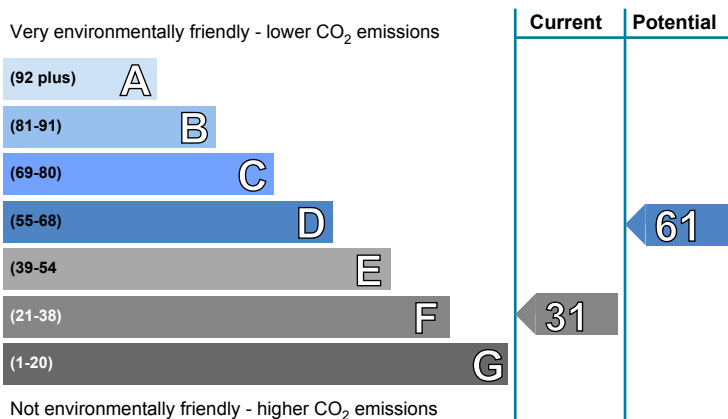 Current Potential
Very environmentally friendly - lower CO2 emissions
(92 plus) A
(81-91) B
(69-80) C
(55-68) D
61
(39-54 E
(21-38) F
31
(1-20) G
Not environmentally friendly - higher CO2 emissions